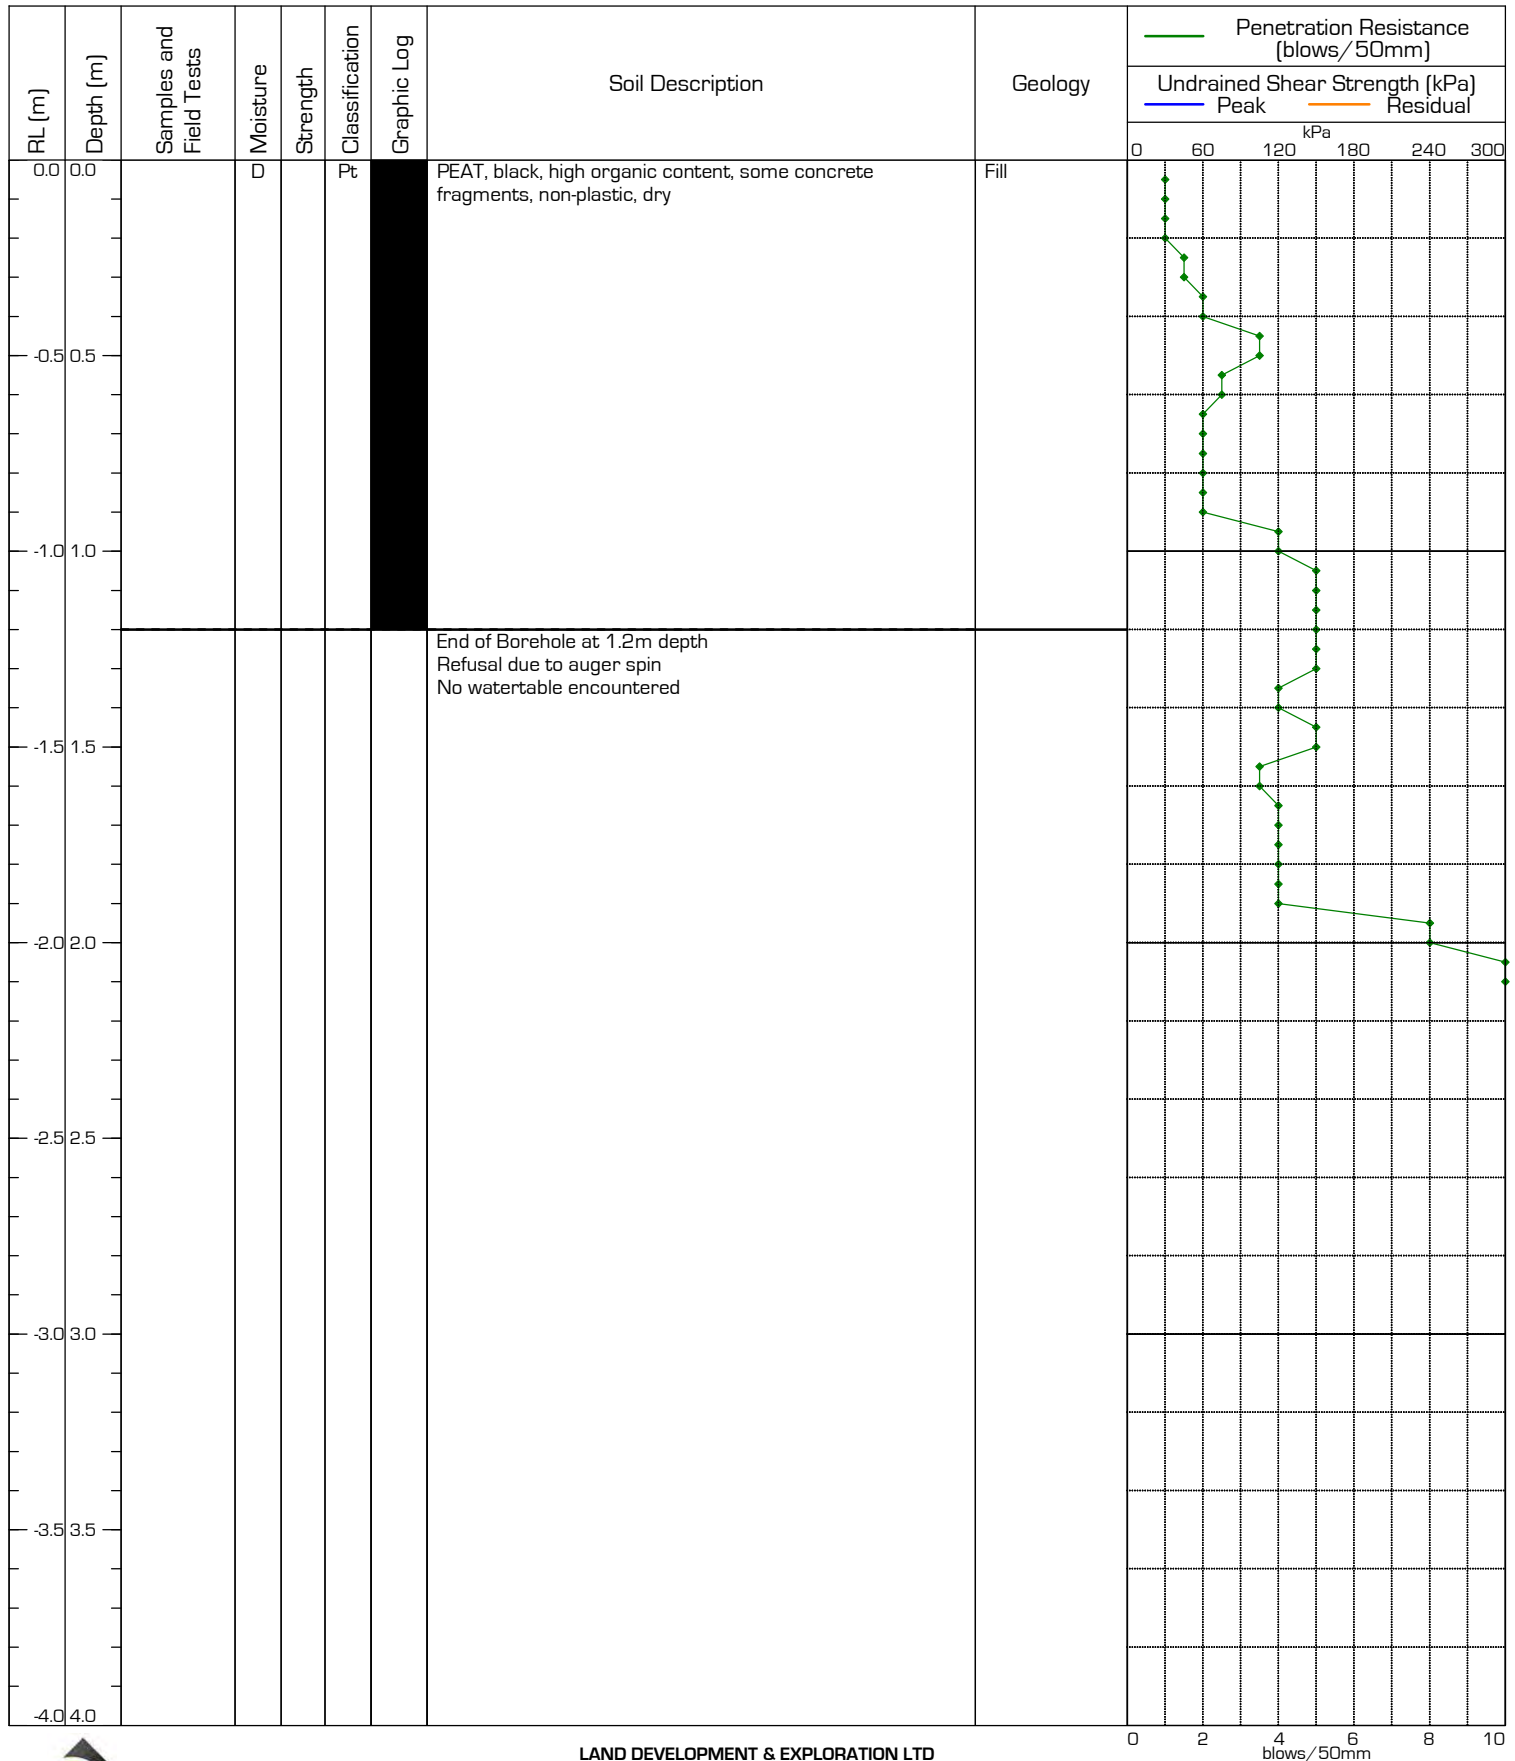 RL (m)
Depth (m)
Samples and
Field Tests
Moisture
Strength
Classification
Graphic Log
Soil Description
Geology
Penetration Resistance
(blows/50mm)
Undrained Shear Strength (kPa)
Peak Residual
kPa
0 60 120 180 240 300
0.0 0.0 D Pt PEAT, black, high organic content, some concrete Fill
fragments, non-plastic, dry
-0.5 0.5
-1.0 1.0
End of Borehole at 1.2m depth
Refusal due to auger spin
No watertable encountered
-1.5 1.5
-2.0 2.0
-2.5 2.5
-3.0 3.0
-3.5 3.5
-4.0 4.0
0 2 4 6 8 10
blows/50mm
LAND DEVELOPMENT & EXPLORATION LTD